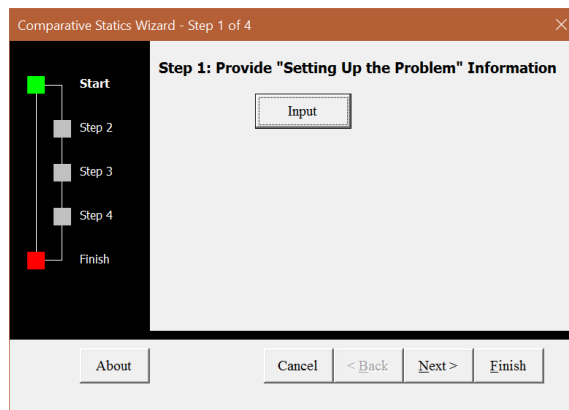 Comparative Statics Wizard - Step 1 of 4
Start
Step 2
Step 3
Step 4
Finish
Step 1: Provide "Setting Up the Problem" Information
Input
About
Cancel
< Back
Next >
Finish